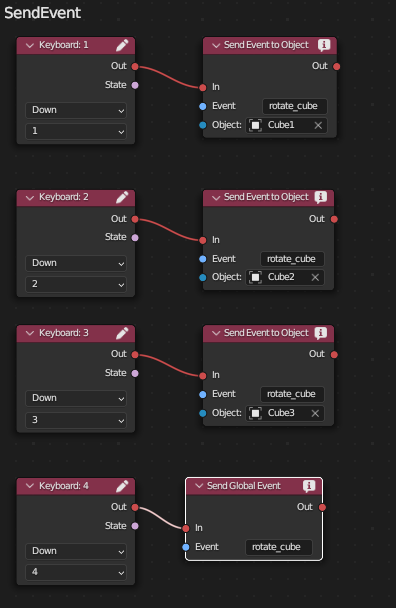 SendEvent
Keyboard: 1
Out
State
Down
1
Send Event to Object
Out
In
Event rotate_cube
Object: Cube1
Keyboard: 2
Out
State
Down
2
Send Event to Object
Out
In
Event rotate_cube
Object: Cube2
Keyboard: 3
Out
State
Down
3
Send Event to Object
Out
In
Event rotate_cube
Object: Cube3
Keyboard: 4
Out
State
Down
4
Send Global Event
Out
In
Event rotate_cube